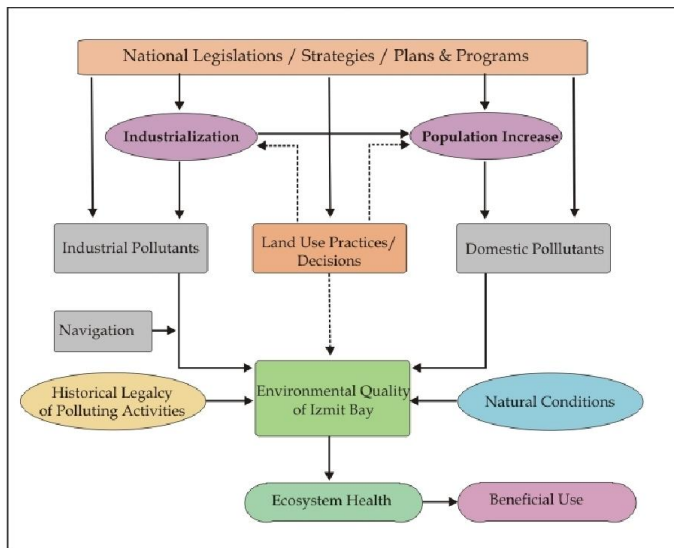 National Legislations / Strategies / Plans & Programs
Industrialization
Population Increase
Industrial Pollutants
Land Use Practices/
Decisions
Domestic Polllutants
Navigation
Historical Legalcy
of Polluting Activities
Environmental Quality
of Izmit Bay
Natural Conditions
Ecosystem Health
Beneficial Use